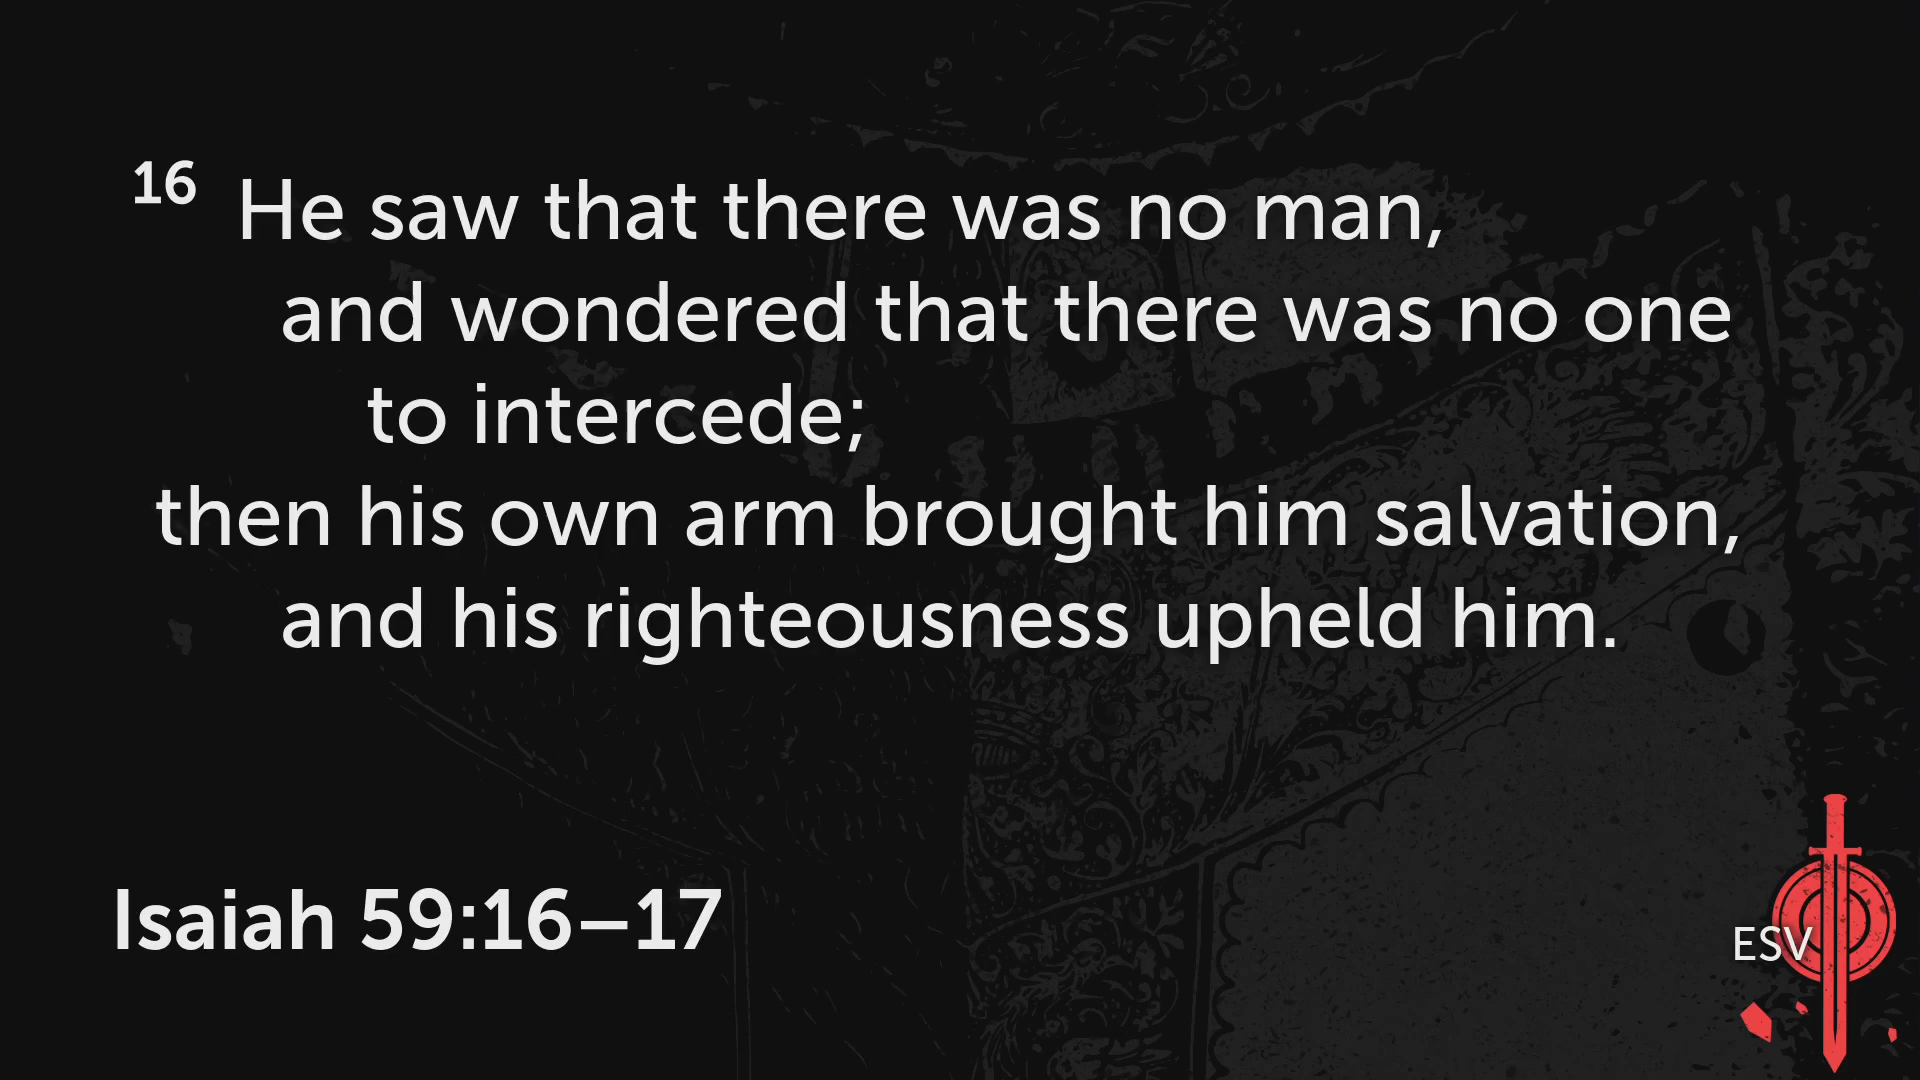 16 He saw that there was no man,
and wondered that there was no one
to intercede;
then his own arm brought him salvation,
and his righteousness upheld him.
Isaiah 59:16–17
ESV